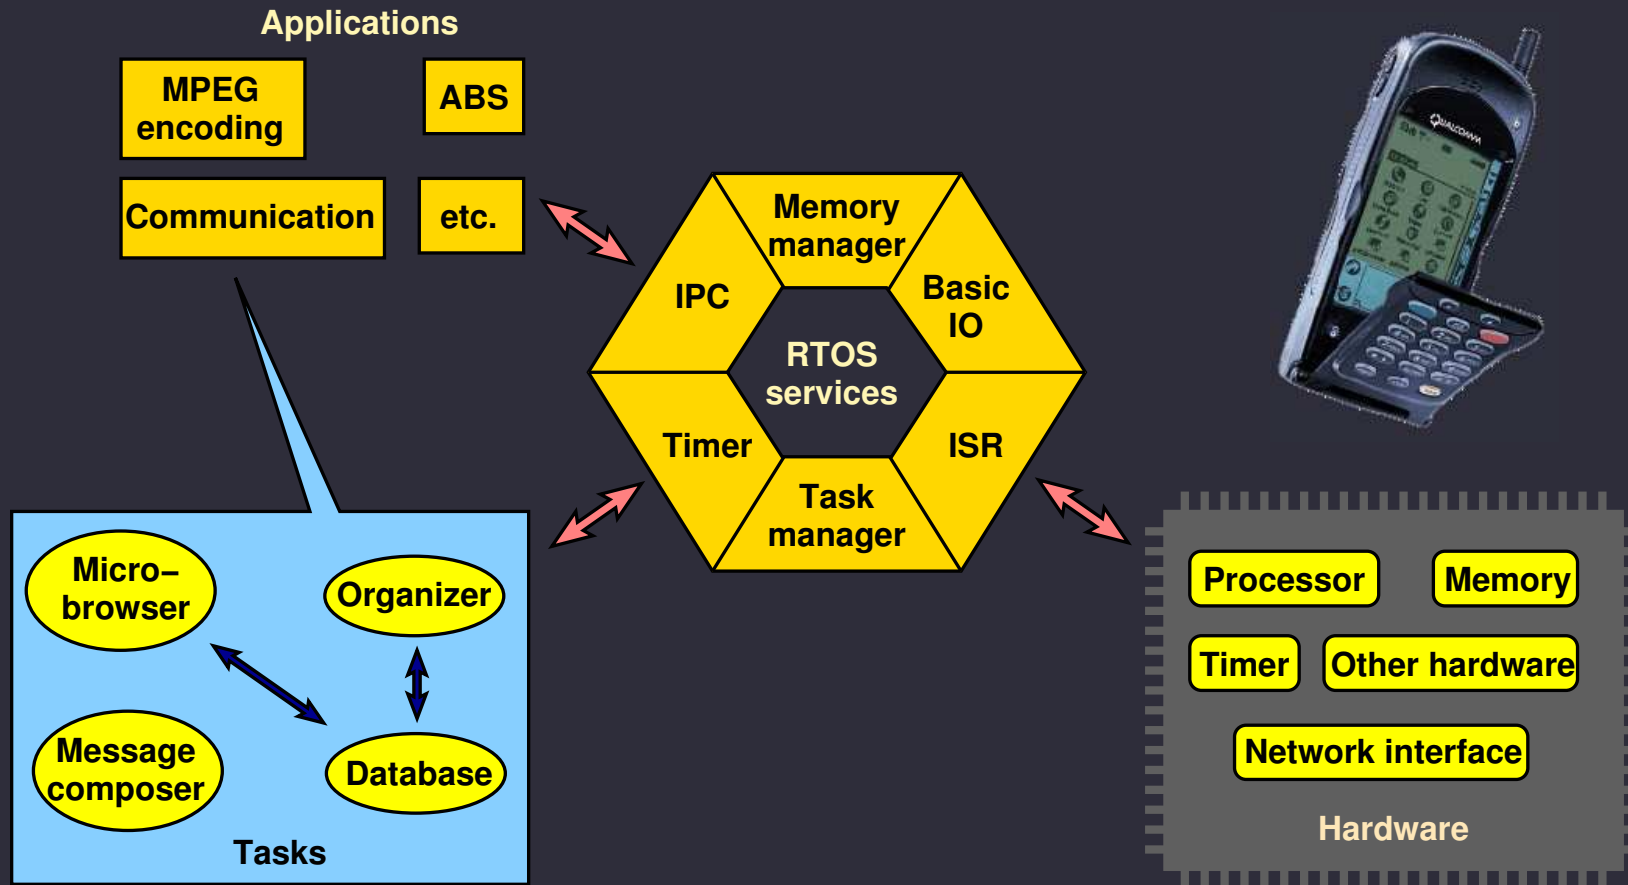 Applications
MPEG
encoding
ABS
Communication
etc.
Memory
manager
IPC
Basic
IO
RTOS
services
Timer
ISR
Task
manager
QUALCOMM
Micro–
browser
Organizer
Message
composer
Database
Tasks
Processor
Memory
Timer
Other hardware
Network interface
Hardware